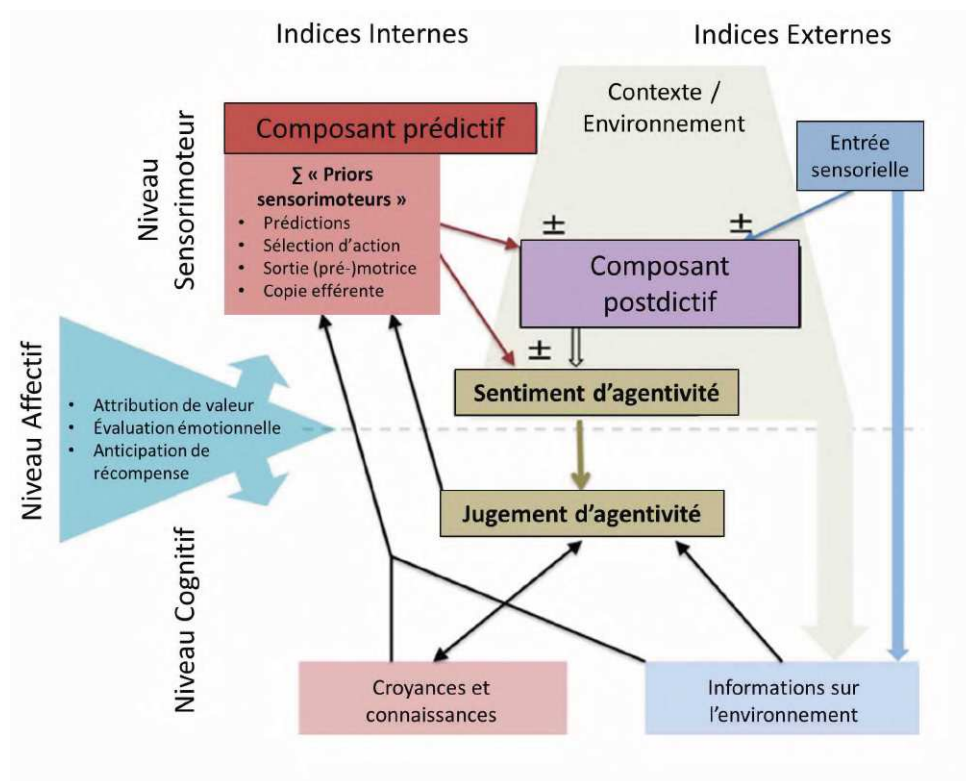 Indices Internes
Indices Externes
Niveau
Sensorimoteur
Composant prédictif
∑ « Priors
sensorimoteurs »
• Prédictions
• Sélection d'action
• Sortie (pré-)motrice
• Copie efférente
Contexte /
Environnement
Entrée
sensorielle
±
±
Composant
postdictif
±
Sentiment d'agentivité
Niveau Affectif
• Attribution de valeur
• Évaluation émotionnelle
• Anticipation de
récompense
Jugement d'agentivité
Niveau Cognitif
Croyances et
connaissances
Informations sur
l'environnement